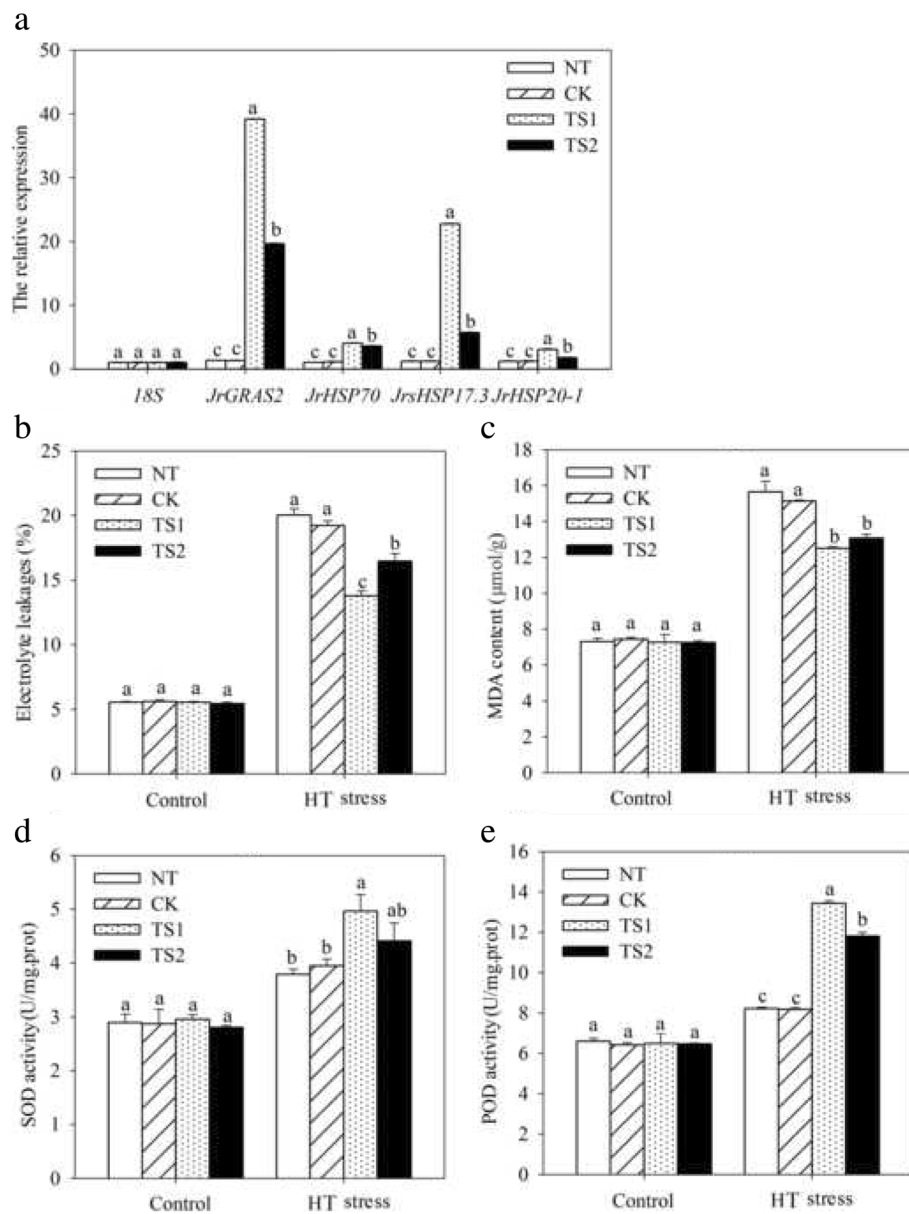 a
50
40
30
20
10
0
The relative expression
NT
CK
TS1
TS2
a a a a
c c a b
c c a b
c c a b
c c a b
18S JrGRAS2 JrHSP70 JrsHSP17.3 JrHSP20-1
b
25
20
15
10
5
0
Electrolyte leakages (%)
NT
CK
TS1
TS2
a a a a
a a c b
Control HT stress
c
18
16
14
12
10
8
6
4
2
0
MDA content (μmol/g)
NT
CK
TS1
TS2
a a a a
a a b b
Control HT stress
d
6
5
4
3
2
1
0
SOD activity(U/mg.prot)
NT
CK
TS1
TS2
a a a a
b b a ab
Control HT stress
e
16
14
12
10
8
6
4
2
0
POD activity (U/mg.prot)
NT
CK
TS1
TS2
a a a a
c c a b
Control HT stress